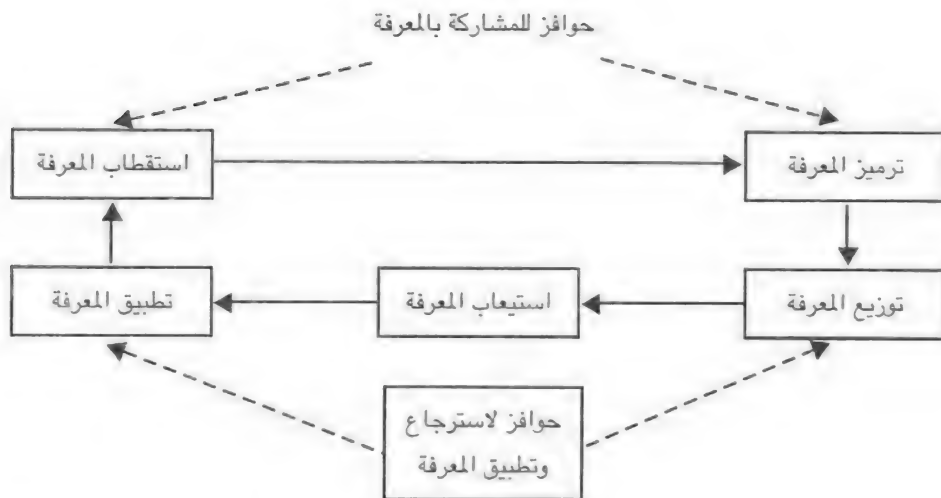 حوافز للمشاركة بالمعرفة
ترميز المعرفة
استقطاب المعرفة
توزيع المعرفة
استيعاب المعرفة
تطبيق المعرفة
حوافز لاسترجاع
وتطبيق المعرفة